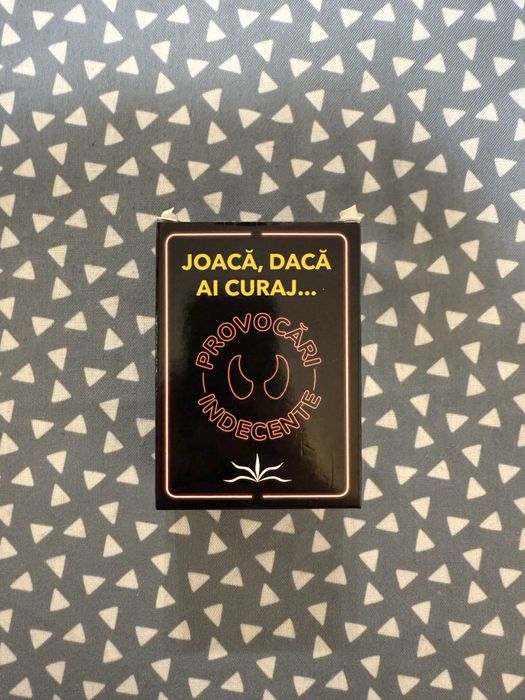 JOACĂ, DACĂ
AI CURAJ...
PROVOCĂRI
INDECENTE